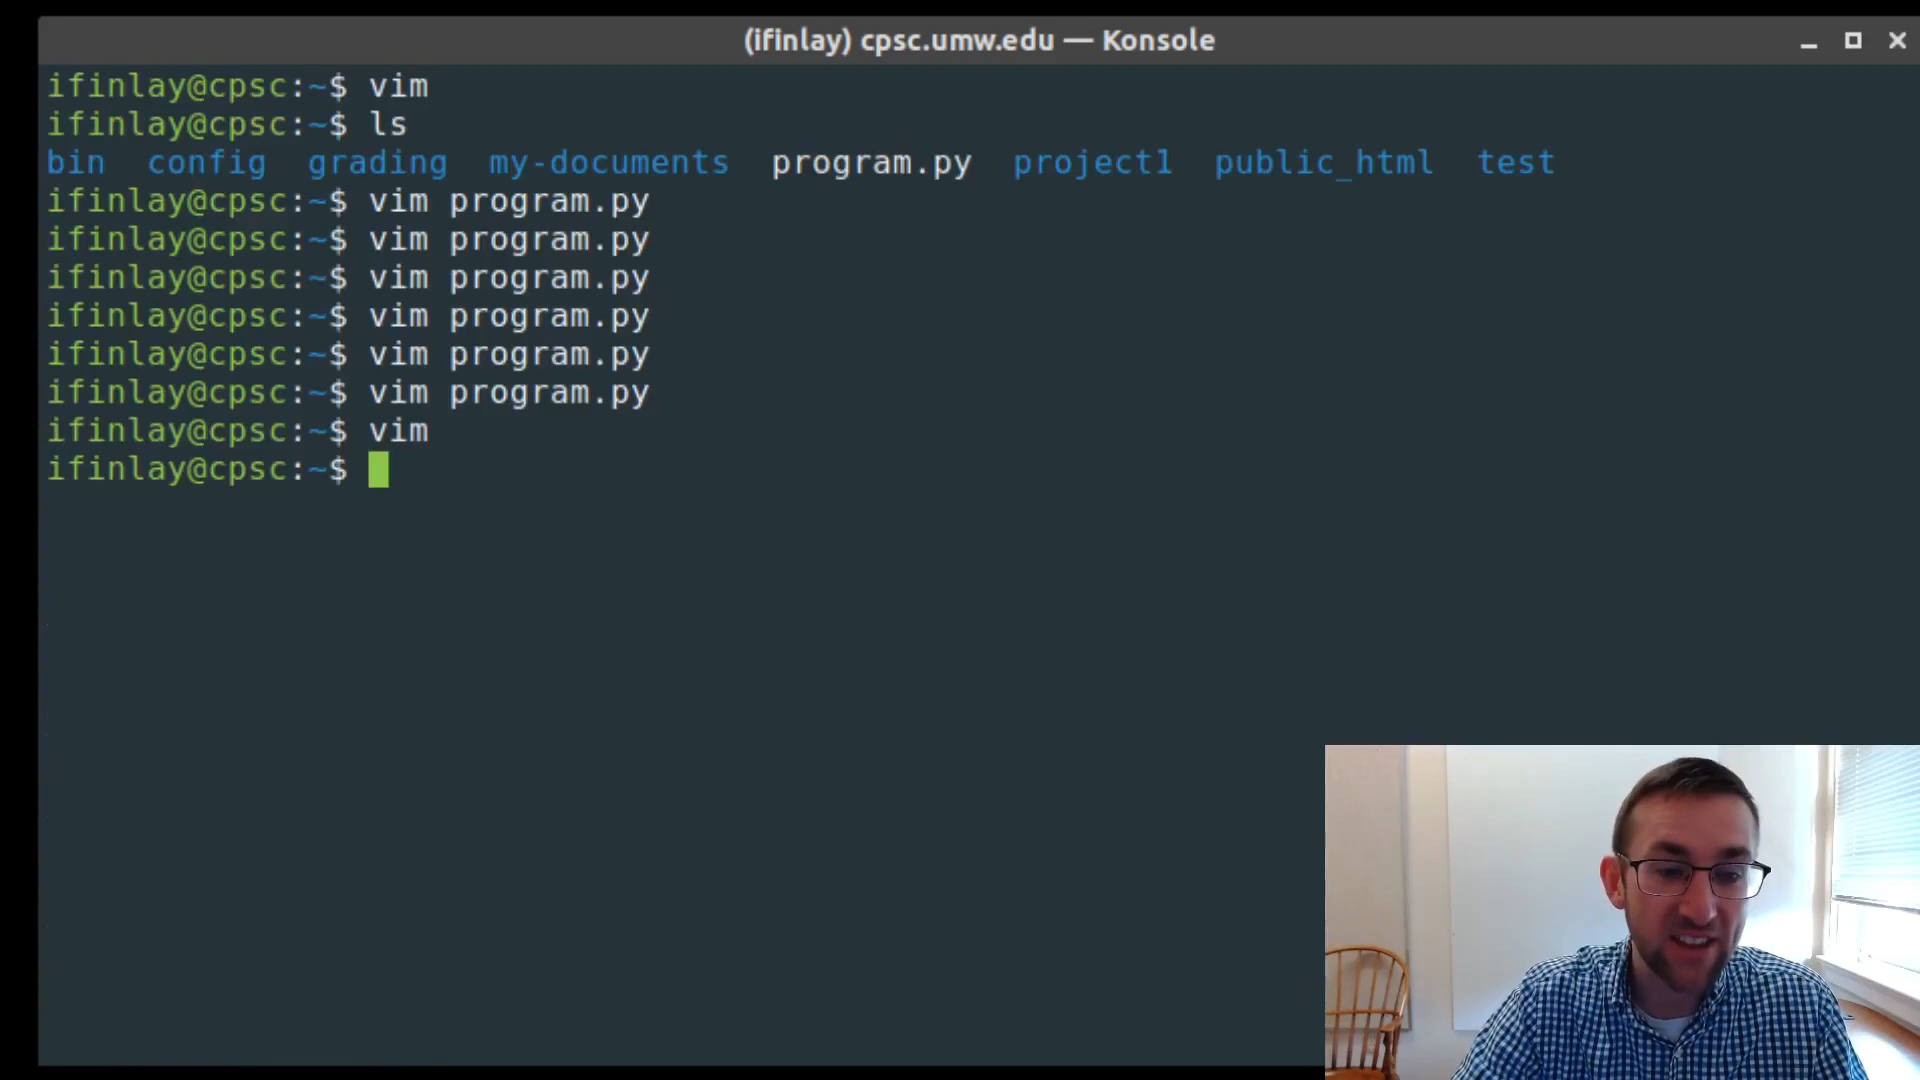 (ifinlay) cpsc.umw.edu — Konsole
ifinlay@cpsc:~$ vim
ifinlay@cpsc:~$ ls
bin config grading my-documents program.py project1 public_html test
ifinlay@cpsc:~$ vim program.py
ifinlay@cpsc:~$ vim program.py
ifinlay@cpsc:~$ vim program.py
ifinlay@cpsc:~$ vim program.py
ifinlay@cpsc:~$ vim program.py
ifinlay@cpsc:~$ vim program.py
ifinlay@cpsc:~$ vim
ifinlay@cpsc:~$